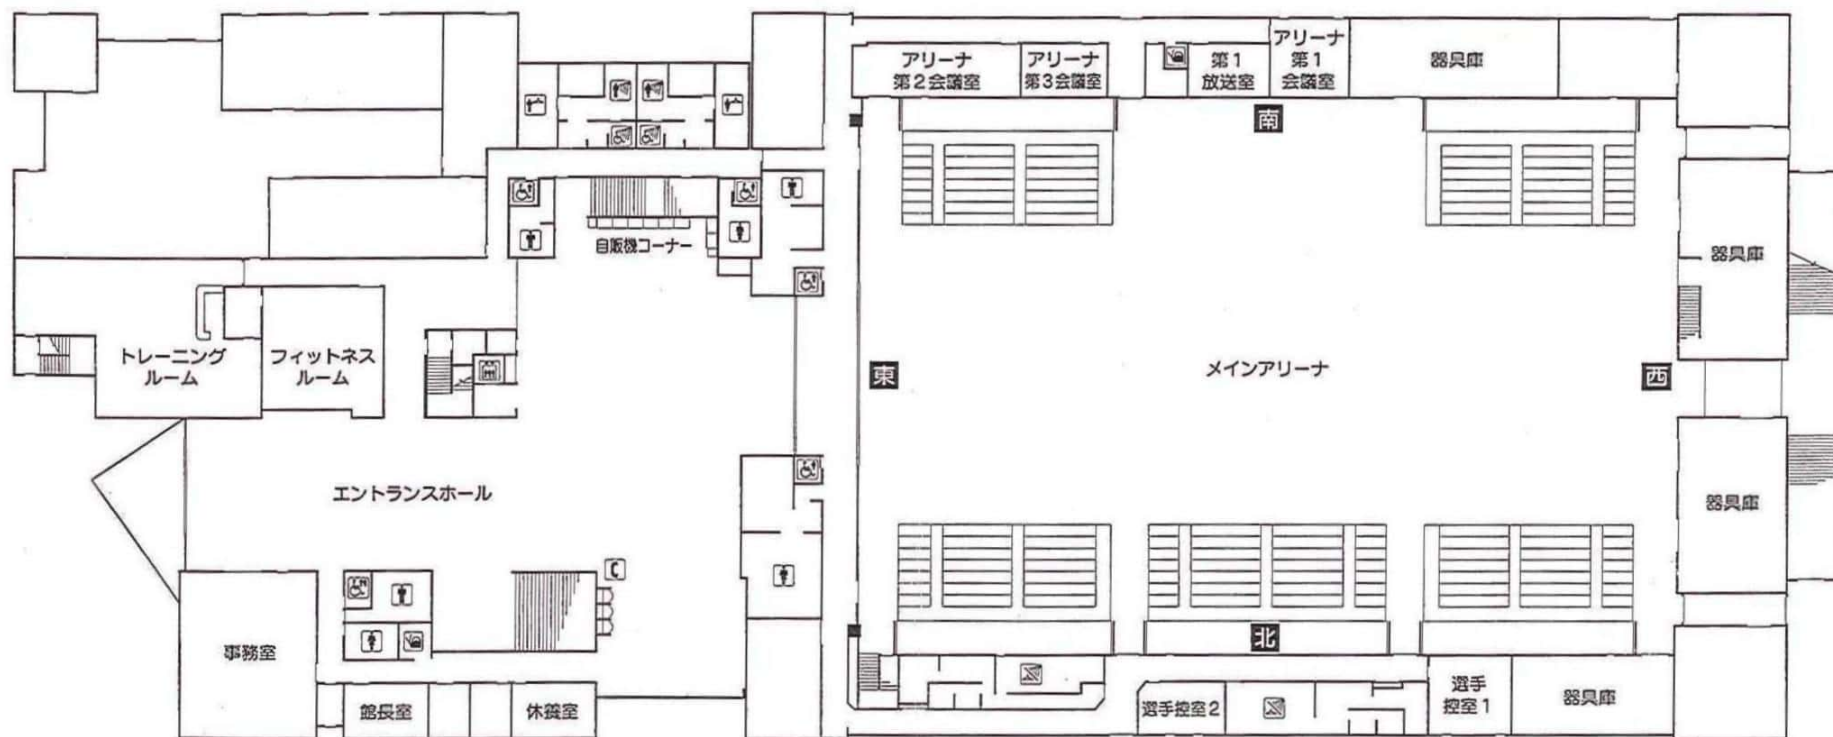 アリーナ
第2会議室
アリーナ
第3会議室
第1
放送室
アリーナ
第1
会議室
器具庫
南
自販機コーナー
器具庫
トレーニング
ルーム
フィットネス
ルーム
東
メインアリーナ
西
エントランスホール
器具庫
北
事務室
館長室
休養室
選手控室2
選手
控室1
器具庫